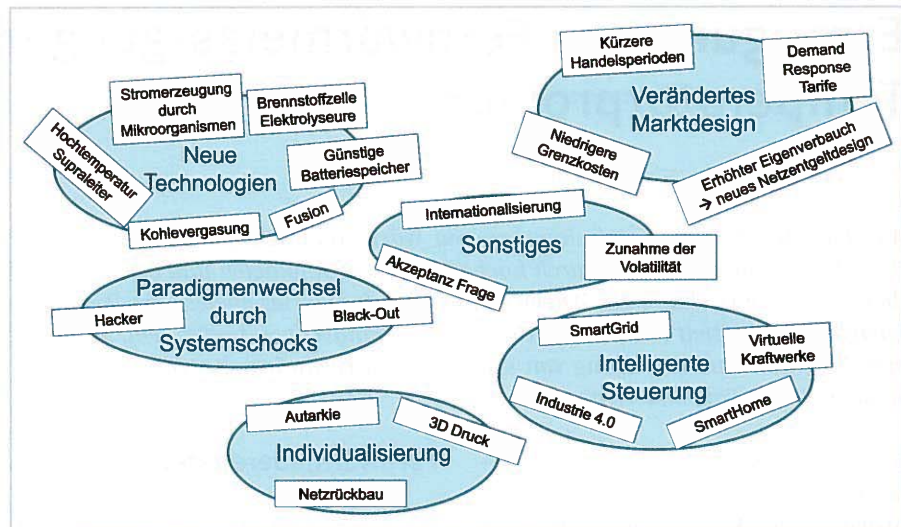 Stromerzeugung
durch
Mikroorganismen
Brennstoffzelle
Elektrolyseure
Hochtemperatur
Supraleiter
Neue
Technologien
Günstige
Batteriespeicher
Kohlevergasung
Fusion
Kürzere
Handelsperioden
Demand
Response
Tarife
Verändertes
Marktdesign
Niedrigere
Grenzkosten
Erhöhter Eigenverbauch
→ neues Netzentgeltdesign
Internationalisierung
Sonstiges
Akzeptanz Frage
Zunahme der
Volatilität
Paradigmenwechsel
durch
Systemschocks
Hacker
Black-Out
SmartGrid
Virtuelle
Kraftwerke
Intelligente
Steuerung
Industrie 4.0
SmartHome
Autarkie
3D Druck
Individualisierung
Netzrückbau